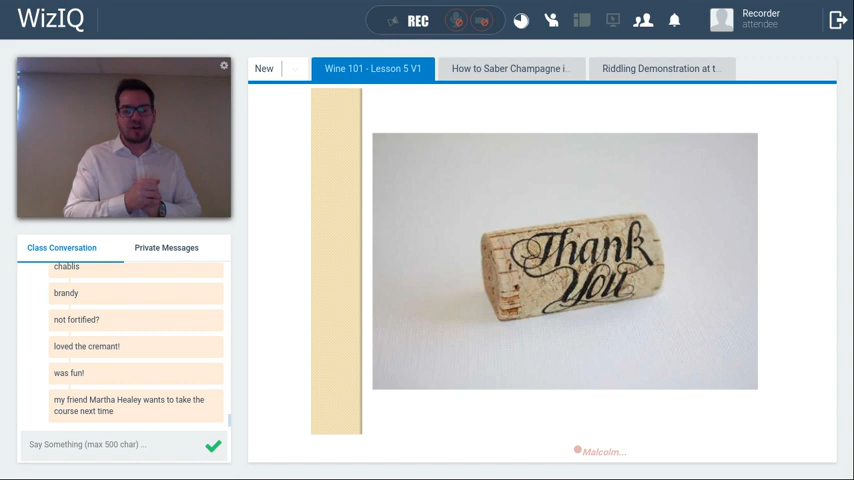 WizIQ
REC
Recorder
attendee
New
Wine 101 - Lesson 5 V1
How to Saber Champagne i...
Riddling Demonstration at t...
Thank
You
Class Conversation
Private Messages
chablis
brandy
not fortified?
loved the cremant!
was fun!
my friend Martha Healey wants to take the
course next time
Say Something (max 500 char) ...
Malcolm...